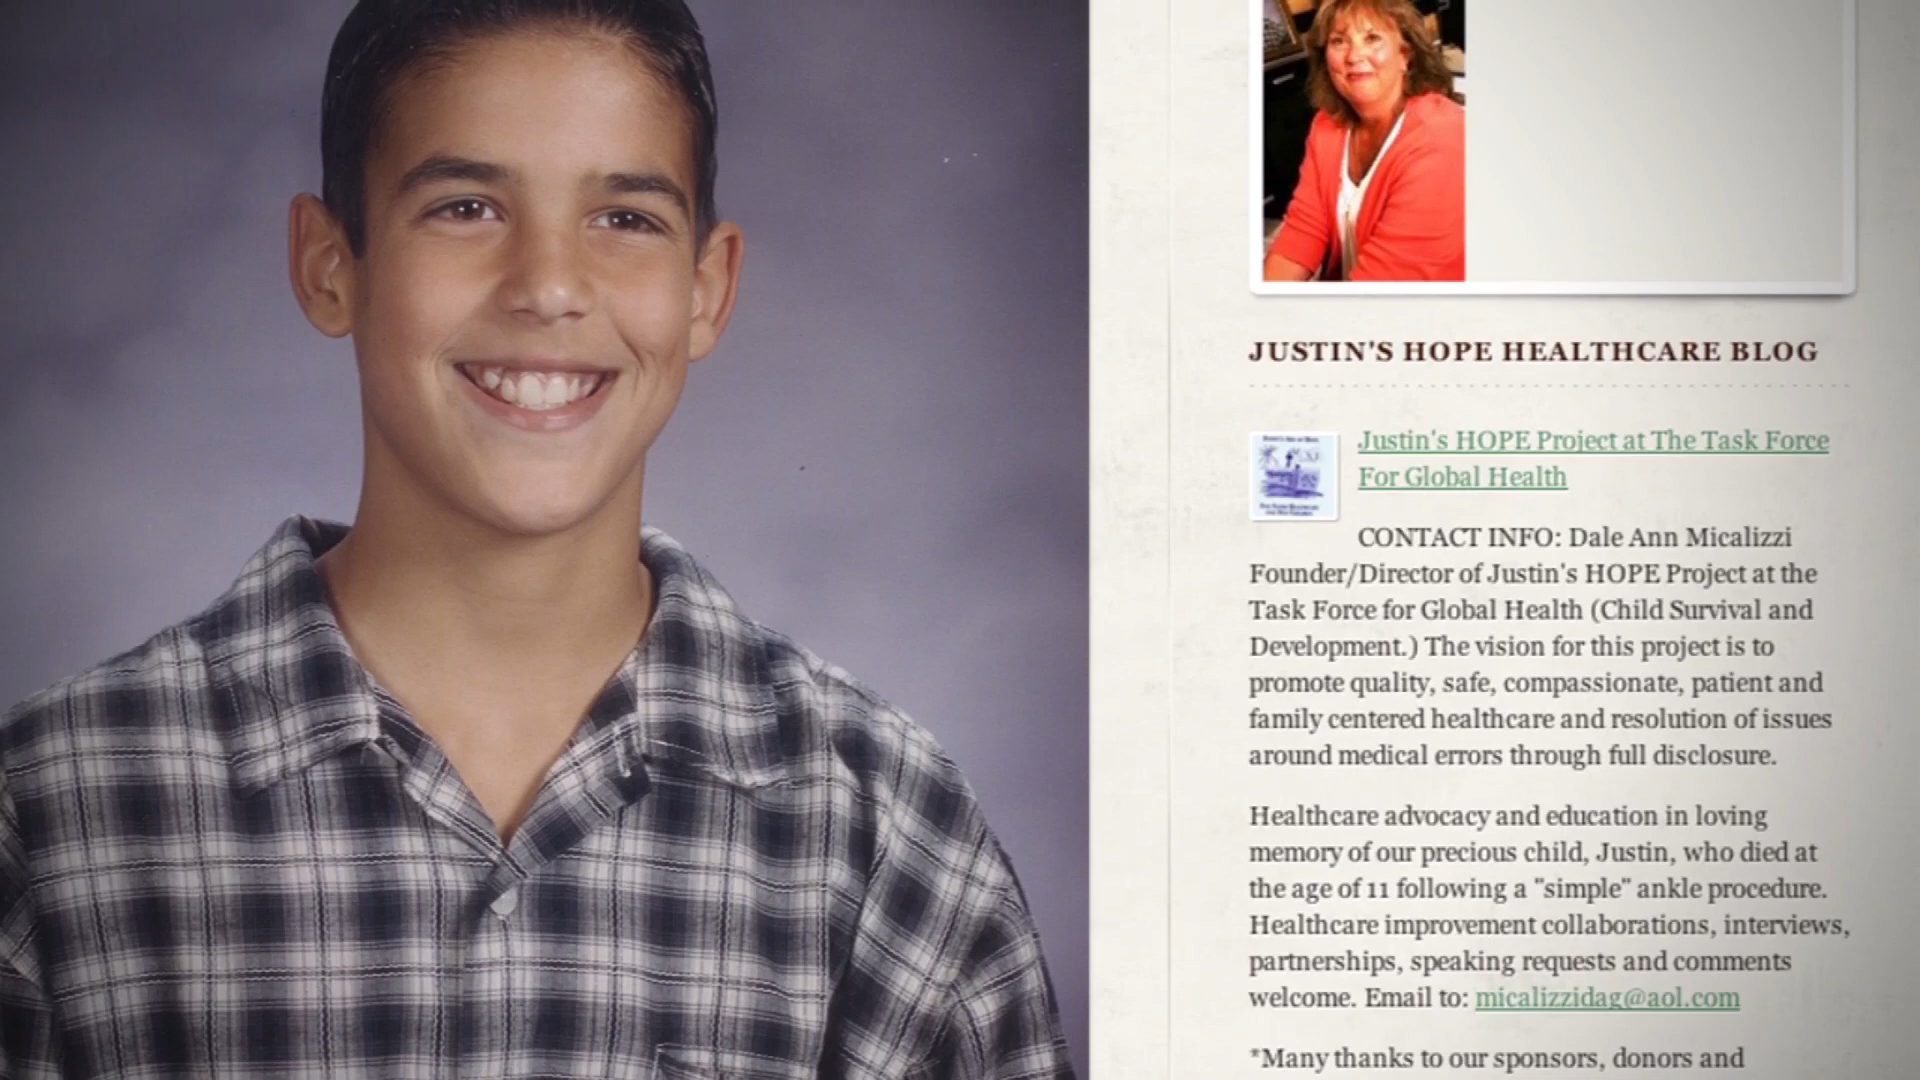 JUSTIN'S HOPE HEALTHCARE BLOG
Justin's HOPE Project at The Task Force
For Global Health
CONTACT INFO: Dale Ann Micalizzi
Founder/Director of Justin's HOPE Project at the
Task Force for Global Health (Child Survival and
Development.) The vision for this project is to
promote quality, safe, compassionate, patient and
family centered healthcare and resolution of issues
around medical errors through full disclosure.
Healthcare advocacy and education in loving
memory of our precious child, Justin, who died at
the age of 11 following a "simple" ankle procedure.
Healthcare improvement collaborations, interviews,
partnerships, speaking requests and comments
welcome. Email to: micalizzidag@aol.com
*Many thanks to our sponsors, donors and